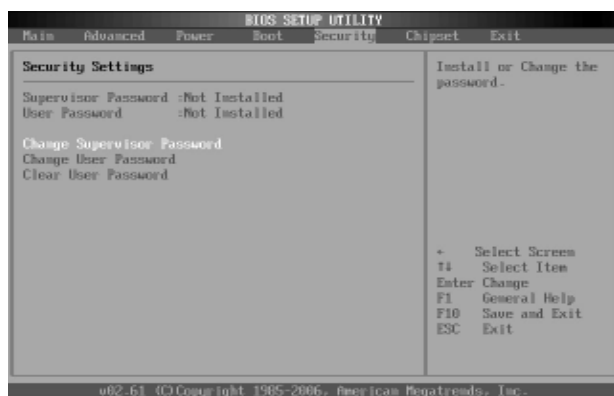 BIOS SETUP UTILITY
Main Advanced Power Boot Security Chipset Exit
Security Settings
Supervisor Password :Not Installed
User Password :Not Installed
Change Supervisor Password
Change User Password
Clear User Password
Install or Change the
password.
← Select Screen
↑↓ Select Item
Enter Change
F1 General Help
F10 Save and Exit
ESC Exit
v02.61 (C)Copyright 1985-2006, American Megatrends, Inc.